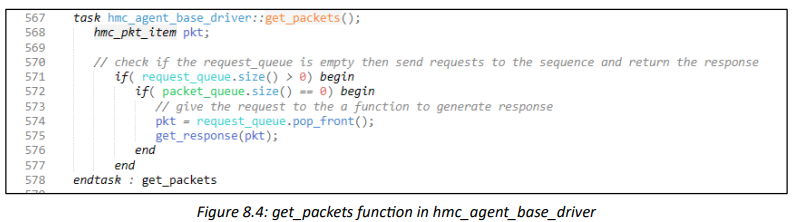 567 task hmc_agent_base_driver::get_packets();
568 hmc_pkt_item pkt;
569
570 // check if the request_queue is empty then send requests to the sequence and return the response
571 if( request_queue.size() > 0) begin
572 if( packet_queue.size() == 0) begin
573 // give the request to the a function to generate response
574 pkt = request_queue.pop_front();
575 get_response(pkt);
576 end
577 end
578 endtask : get_packets
Figure 8.4: get_packets function in hmc_agent_base_driver